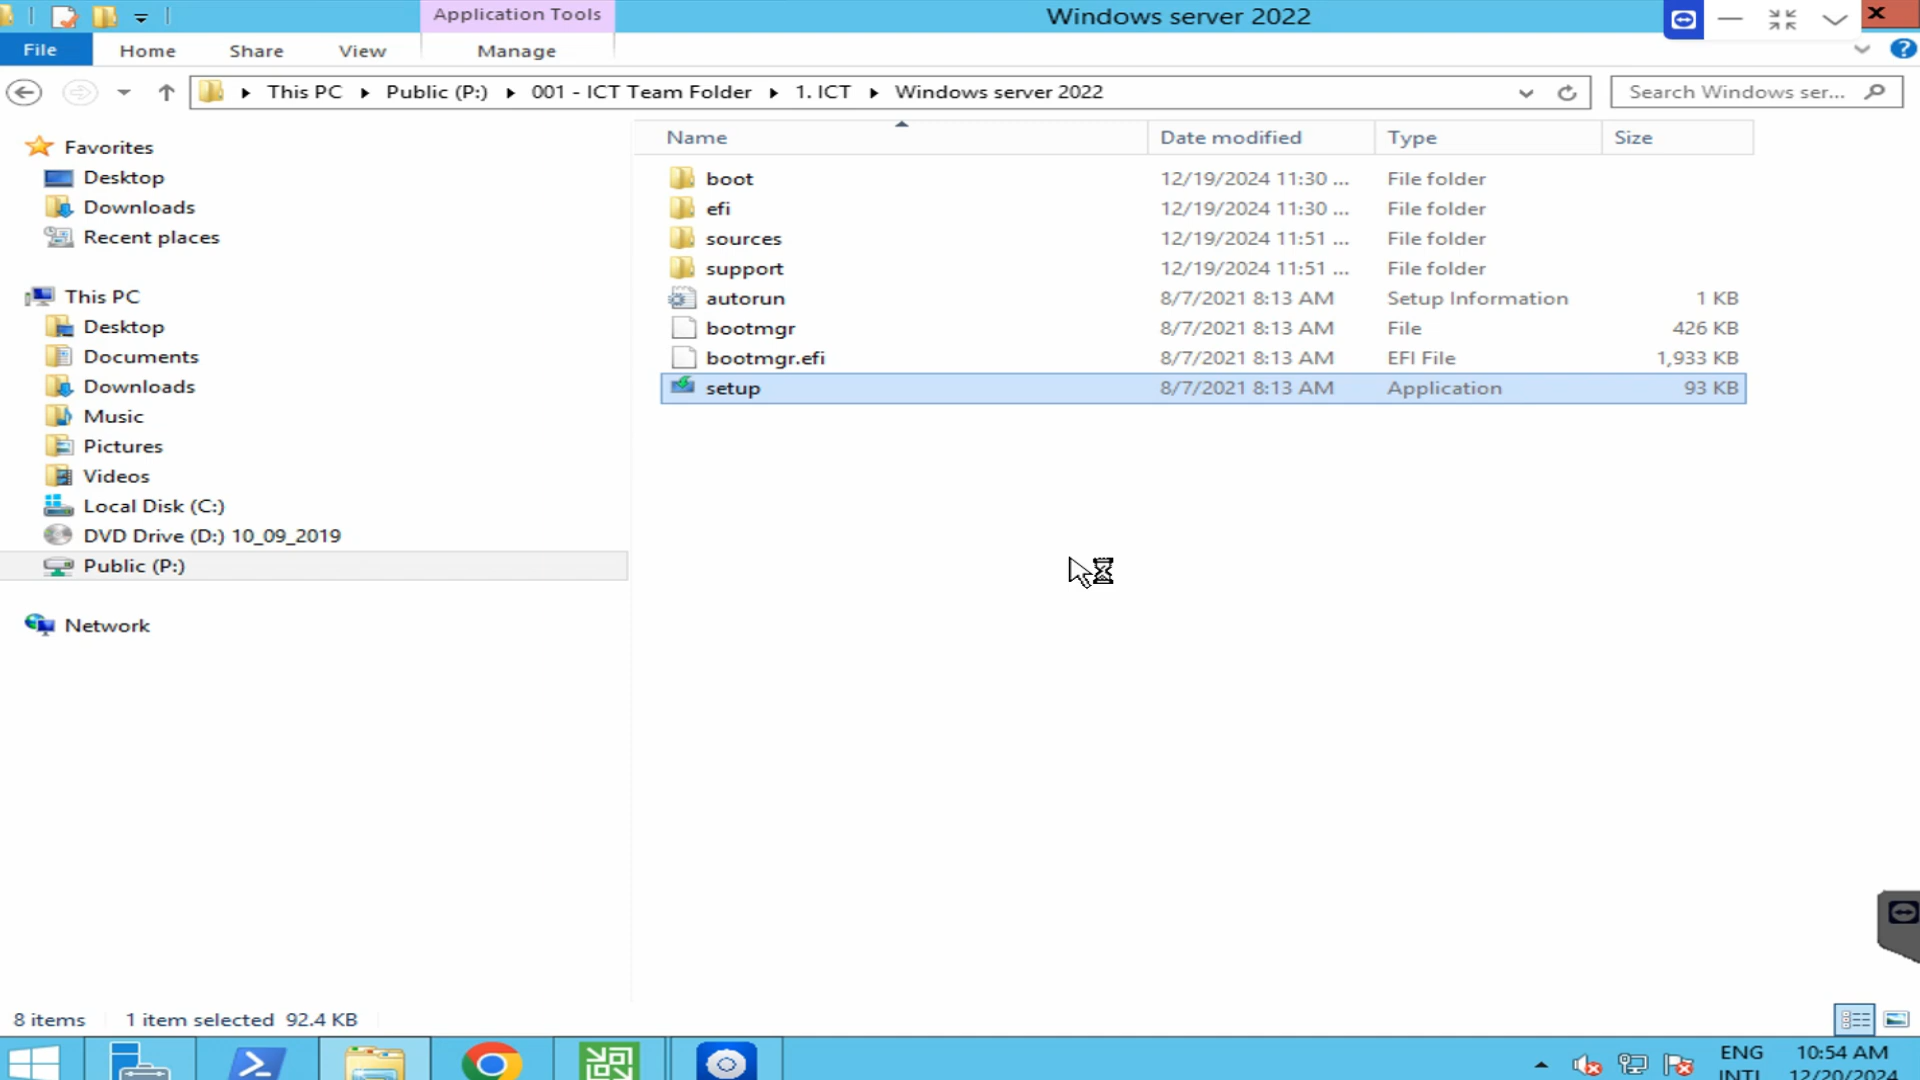 Application Tools
Windows server 2022
File
Home
Share
View
Manage
This PC
Public (P:)
001 - ICT Team Folder
1. ICT
Windows server 2022
Search Windows ser...
Favorites
Desktop
Downloads
Recent places
This PC
Desktop
Documents
Downloads
Music
Pictures
Videos
Local Disk (C:)
DVD Drive (D:) 10_09_2019
Public (P:)
Network
Name Date modified Type Size
boot 12/19/2024 11:30 ... File folder
efi 12/19/2024 11:30 ... File folder
sources 12/19/2024 11:51 ... File folder
support 12/19/2024 11:51 ... File folder
autorun 8/7/2021 8:13 AM Setup Information 1 KB
bootmgr 8/7/2021 8:13 AM File 426 KB
bootmgr.efi 8/7/2021 8:13 AM EFI File 1,933 KB
setup 8/7/2021 8:13 AM Application 93 KB
8 items 1 item selected 92.4 KB
ENG 10:54 AM
INTL 12/20/2024